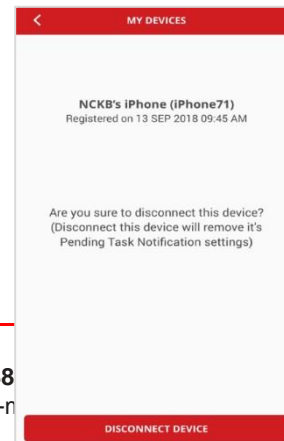 MY DEVICES
NCKB's iPhone (iPhone71)
Registered on 13 SEP 2018 09:45 AM
Are you sure to disconnect this device?
(Disconnect this device will remove it's
Pending Task Notification settings)
8
DISCONNECT DEVICE